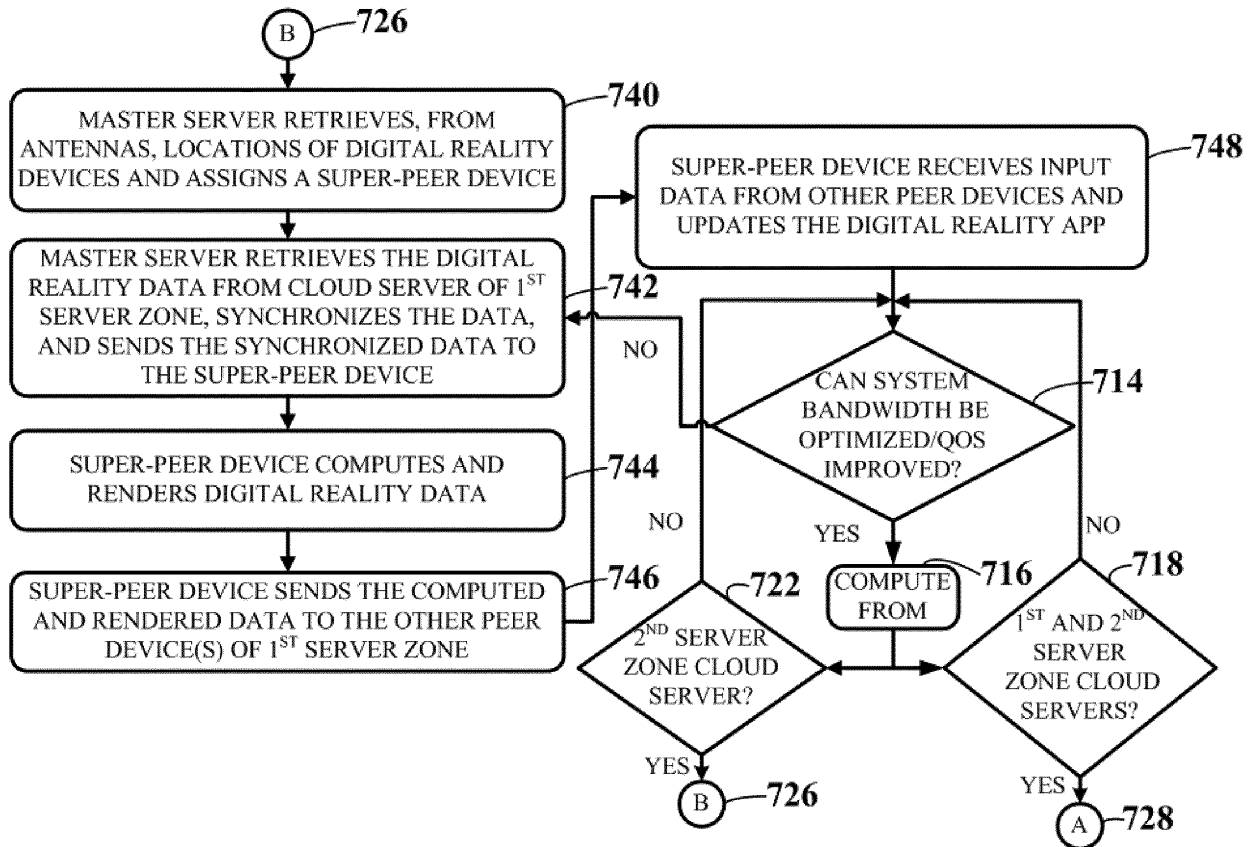 B
726
740
MASTER SERVER RETRIEVES, FROM
ANTENNAS, LOCATIONS OF DIGITAL REALITY
DEVICES AND ASSIGNS A SUPER-PEER DEVICE
MASTER SERVER RETRIEVES THE DIGITAL
REALITY DATA FROM CLOUD SERVER OF 1ST
SERVER ZONE, SYNCHRONIZES THE DATA,
AND SENDS THE SYNCHRONIZED DATA TO
THE SUPER-PEER DEVICE
742
SUPER-PEER DEVICE COMPUTES AND
RENDERS DIGITAL REALITY DATA
744
SUPER-PEER DEVICE SENDS THE COMPUTED
AND RENDERED DATA TO THE OTHER PEER
DEVICE(S) OF 1ST SERVER ZONE
746
748
SUPER-PEER DEVICE RECEIVES INPUT
DATA FROM OTHER PEER DEVICES AND
UPDATES THE DIGITAL REALITY APP
NO
CAN SYSTEM
BANDWIDTH BE
OPTIMIZED/QOS
IMPROVED?
714
YES
NO
NO
COMPUTE
FROM
716
722
2ND SERVER
ZONE CLOUD
SERVER?
718
1ST AND 2ND
SERVER
ZONE CLOUD
SERVERS?
YES
B
726
YES
A
728